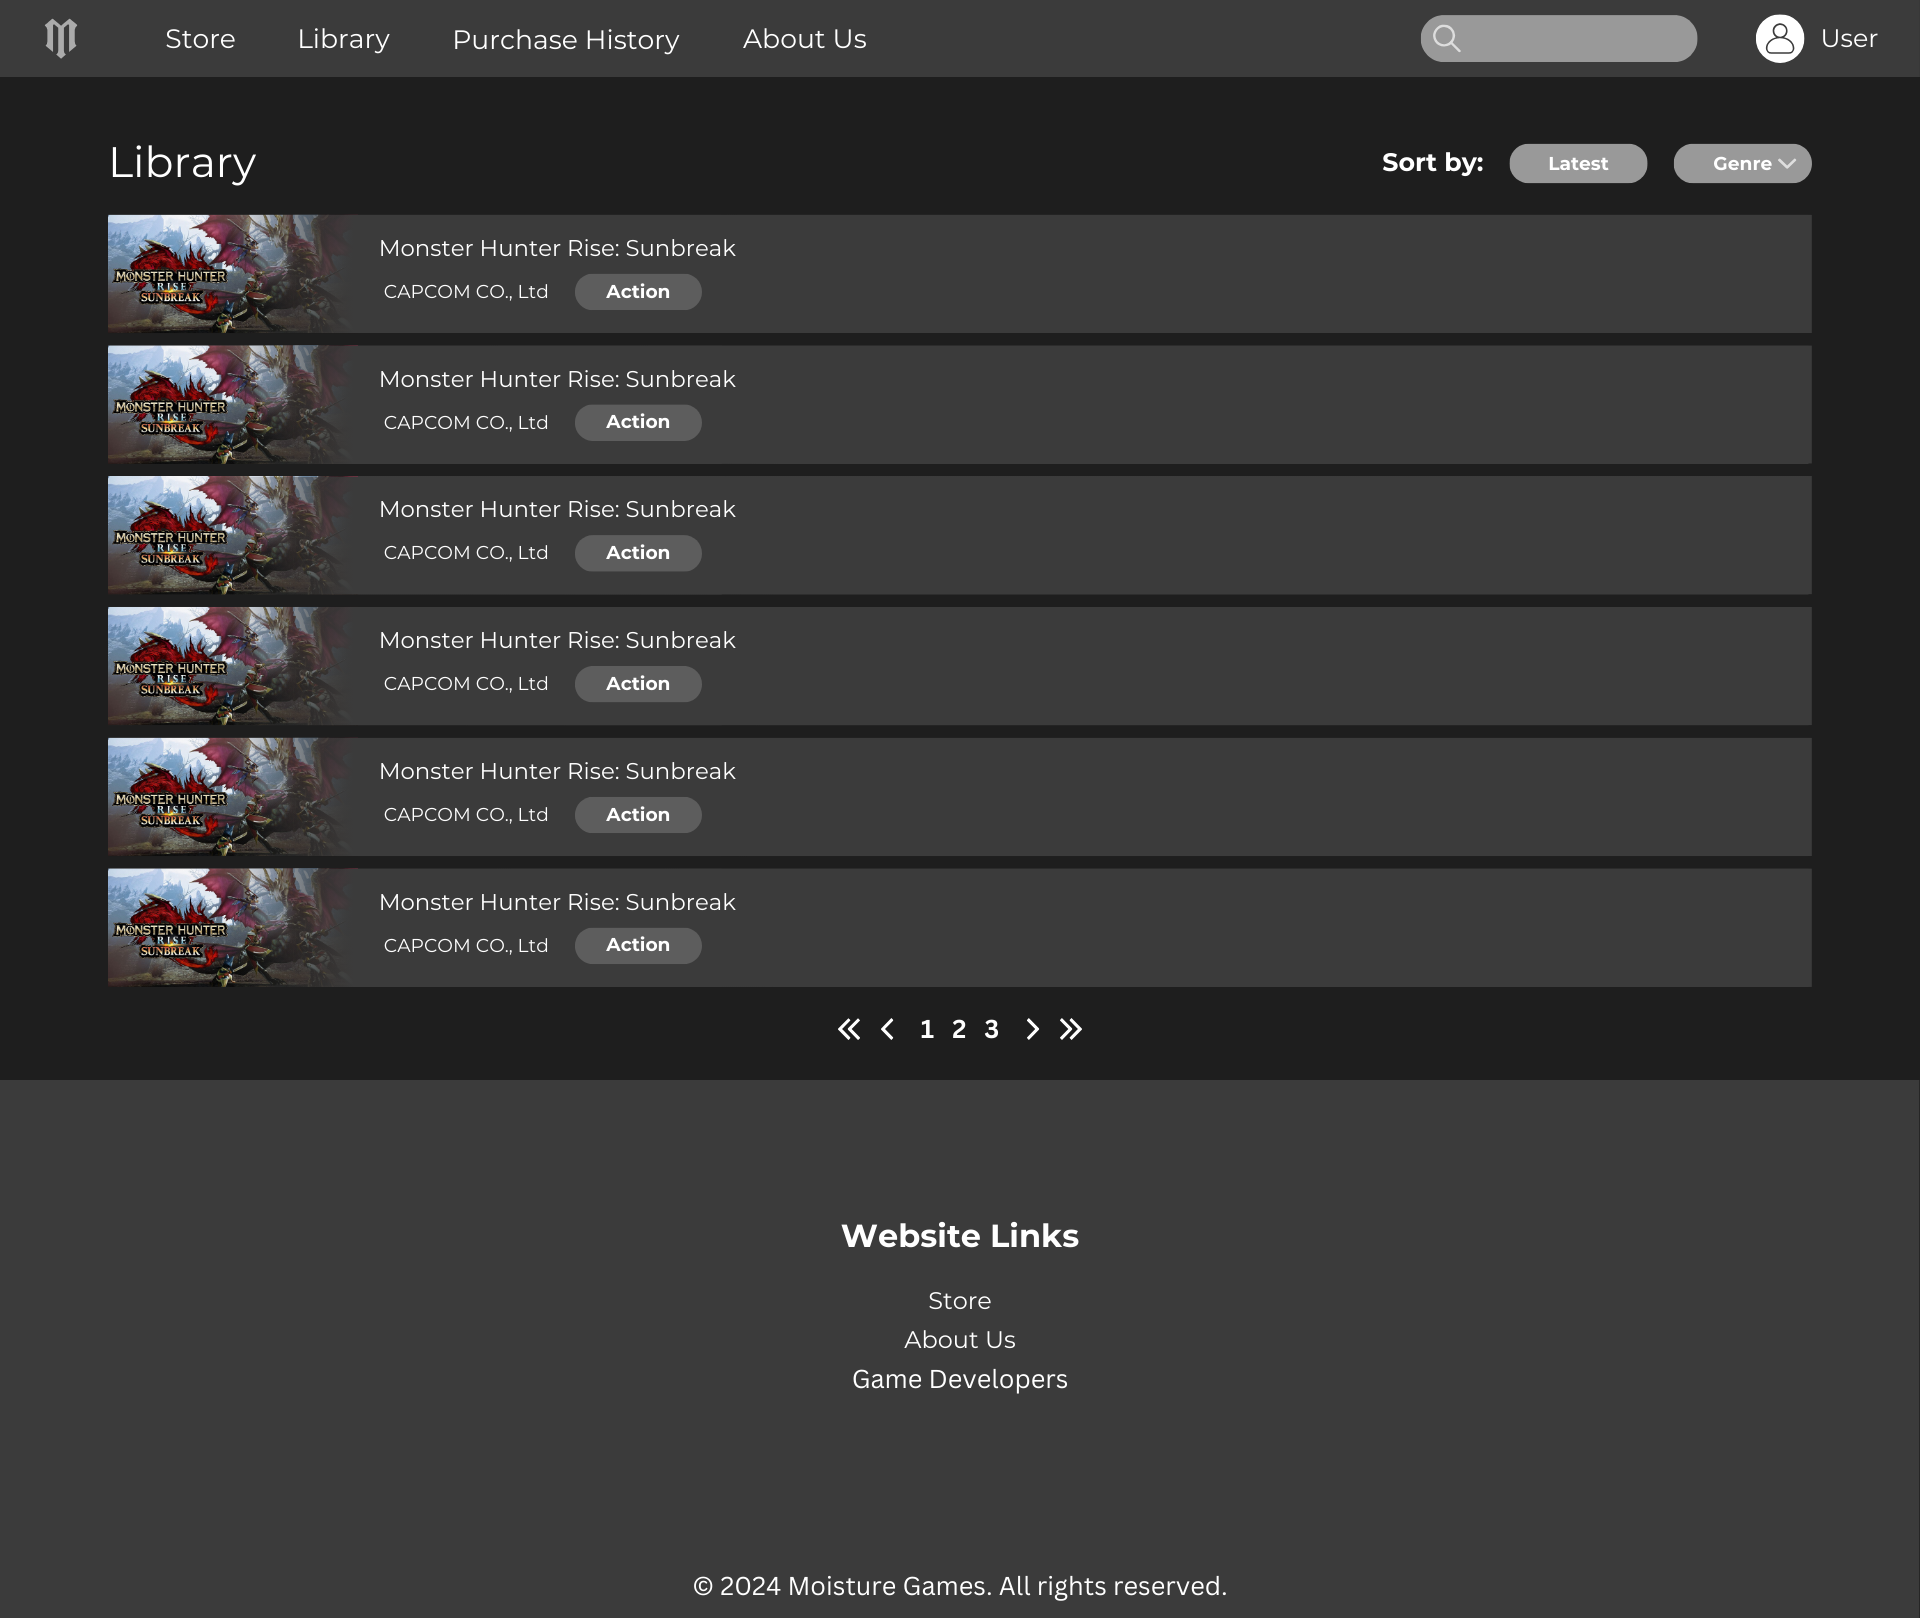 Store Library Purchase History About Us User
Library Sort by: Latest Genre
MONSTER HUNTER
RISE
SUNBREAK
Monster Hunter Rise: Sunbreak
CAPCOM CO., Ltd Action
MONSTER HUNTER
RISE
SUNBREAK
Monster Hunter Rise: Sunbreak
CAPCOM CO., Ltd Action
MONSTER HUNTER
RISE
SUNBREAK
Monster Hunter Rise: Sunbreak
CAPCOM CO., Ltd Action
MONSTER HUNTER
RISE
SUNBREAK
Monster Hunter Rise: Sunbreak
CAPCOM CO., Ltd Action
MONSTER HUNTER
RISE
SUNBREAK
Monster Hunter Rise: Sunbreak
CAPCOM CO., Ltd Action
MONSTER HUNTER
RISE
SUNBREAK
Monster Hunter Rise: Sunbreak
CAPCOM CO., Ltd Action
1 2 3
Website Links
Store
About Us
Game Developers
© 2024 Moisture Games. All rights reserved.